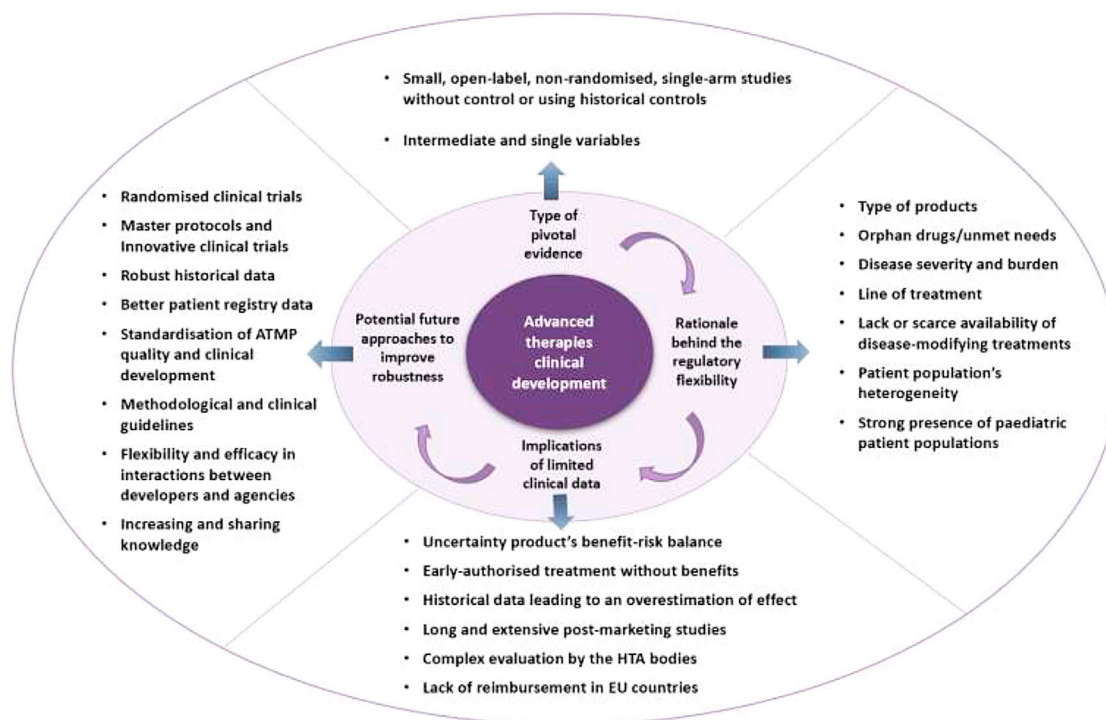 • Small, open-label, non-randomised, single-arm studies
without control or using historical controls
• Intermediate and single variables
Type of
pivotal
evidence
• Randomised clinical trials
• Master protocols and
Innovative clinical trials
• Robust historical data
• Better patient registry data
• Standardisation of ATMP
quality and clinical
development
• Methodological and clinical
guidelines
• Flexibility and efficacy in
interactions between
developers and agencies
• Increasing and sharing
knowledge
Potential future
approaches to
improve
robustness
Advanced
therapies
clinical
development
Rationale
behind the
regulatory
flexibility
• Type of products
• Orphan drugs/unmet needs
• Disease severity and burden
• Line of treatment
• Lack or scarce availability of
disease-modifying treatments
• Patient population's
heterogeneity
• Strong presence of paediatric
patient populations
Implications
of limited
clinical data
• Uncertainty product's benefit-risk balance
• Early-authorised treatment without benefits
• Historical data leading to an overestimation of effect
• Long and extensive post-marketing studies
• Complex evaluation by the HTA bodies
• Lack of reimbursement in EU countries